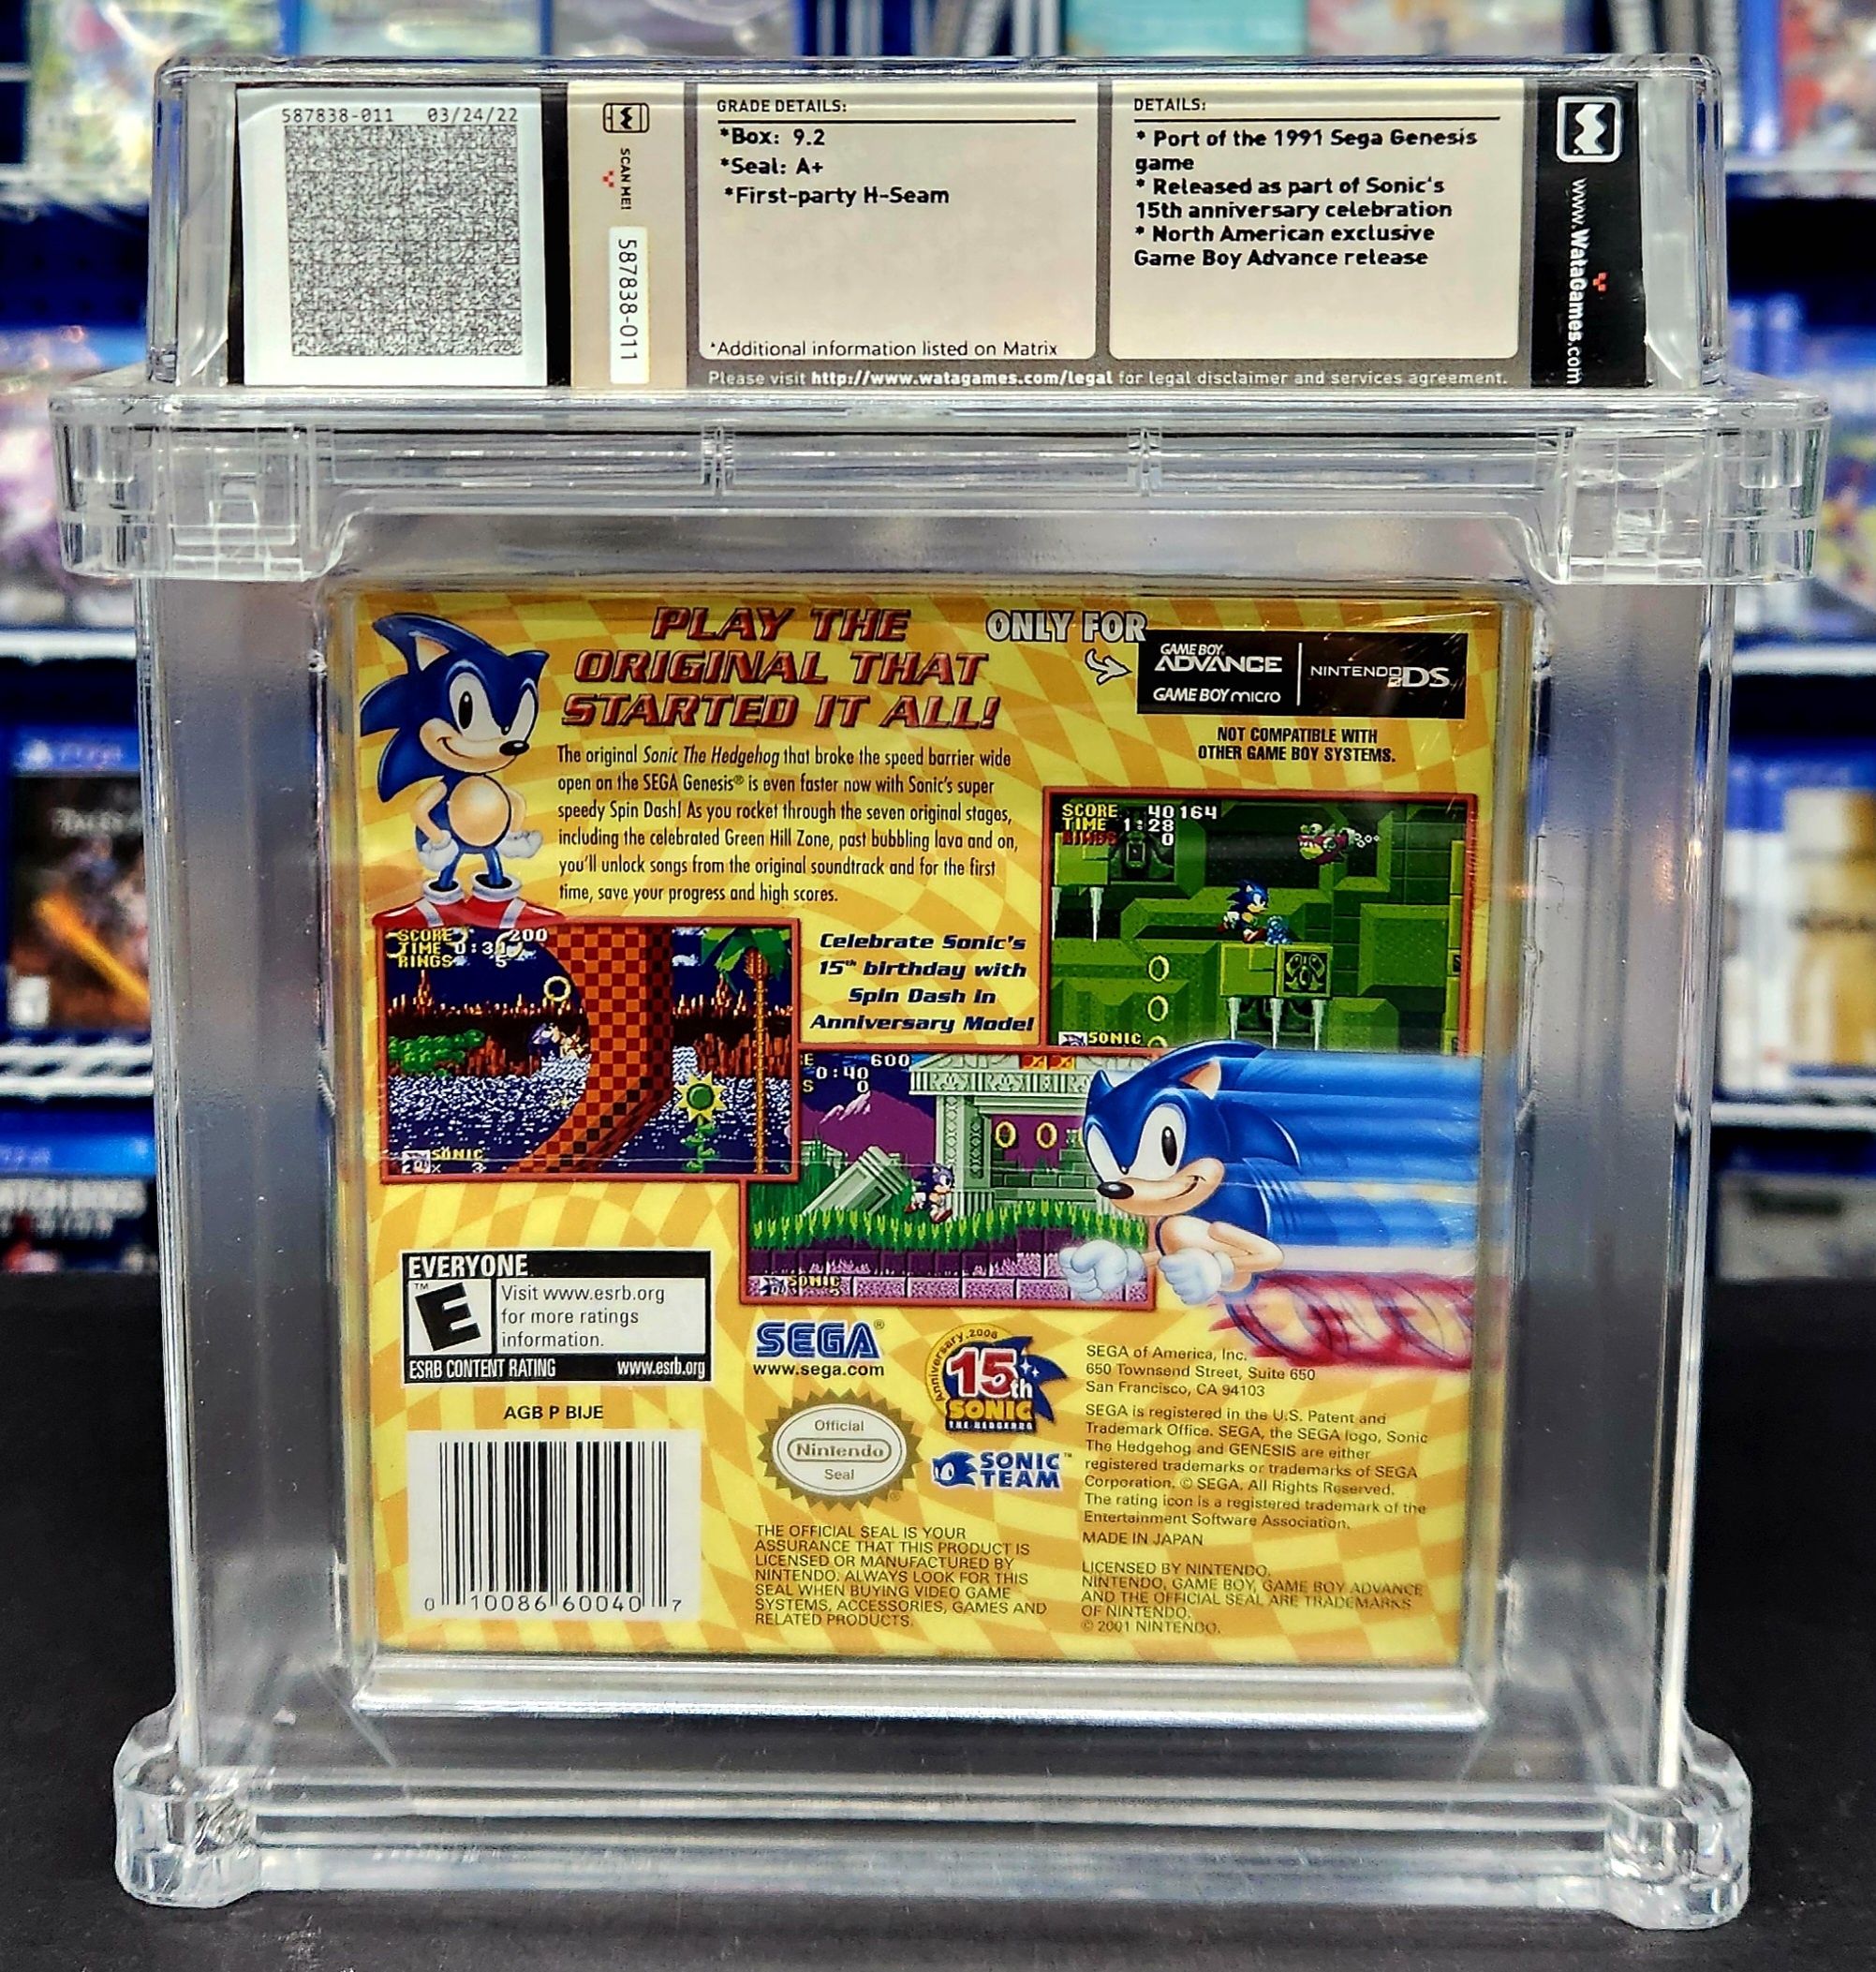 587838-011 03/24/22
SCAN ME!
587838-011
GRADE DETAILS:
*Box: 9.2
*Seal: A+
*First-party H-Seam
*Additional information listed on Matrix
DETAILS:
* Port of the 1991 Sega Genesis
game
* Released as part of Sonic's
15th anniversary celebration
* North American exclusive
Game Boy Advance release
Please visit http://www.watagames.com/legal for legal disclaimer and services agreement.
www.WataGames.com
PLAY THE
ORIGINAL THAT
STARTED IT ALL!
ONLY FOR
GAME BOY
ADVANCE
GAME BOY micro
NINTENDO DS
NOT COMPATIBLE WITH
OTHER GAME BOY SYSTEMS.
The original Sonic The Hedgehog that broke the speed barrier wide
open on the SEGA Genesis® is even faster now with Sonic's super
speedy Spin Dash! As you rocket through the seven original stages,
including the celebrated Green Hill Zone, past bubbling lava and on,
you'll unlock songs from the original soundtrack and for the first
time, save your progress and high scores.
SCORE 40164
TIME 1:28
RINGS 0
SONIC
SCORE 200
TIME 0:31
RINGS 5
SONIC
× 3
Celebrate Sonic's
15th birthday with
Spin Dash in
Anniversary Mode!
E 600
0:40
S 0
SONIC
EVERYONE
E™
Visit www.esrb.org
for more ratings
information.
ESRB CONTENT RATING www.esrb.org
AGB P BIJE
0 10086 60040 7
SEGA®
www.sega.com
Anniversary.2006
15th
SONIC
THE HEDGEHOG
Official
Nintendo
Seal
®
SONIC™
TEAM
THE OFFICIAL SEAL IS YOUR
ASSURANCE THAT THIS PRODUCT IS
LICENSED OR MANUFACTURED BY
NINTENDO. ALWAYS LOOK FOR THIS
SEAL WHEN BUYING VIDEO GAME
SYSTEMS, ACCESSORIES, GAMES AND
RELATED PRODUCTS.
SEGA of America, Inc.
650 Townsend Street, Suite 650
San Francisco, CA 94103
SEGA is registered in the U.S. Patent and
Trademark Office. SEGA, the SEGA logo, Sonic
The Hedgehog and GENESIS are either
registered trademarks or trademarks of SEGA
Corporation. © SEGA. All Rights Reserved.
The rating icon is a registered trademark of the
Entertainment Software Association.
MADE IN JAPAN
LICENSED BY NINTENDO.
NINTENDO, GAME BOY, GAME BOY ADVANCE
AND THE OFFICIAL SEAL ARE TRADEMARKS
OF NINTENDO.
© 2001 NINTENDO.